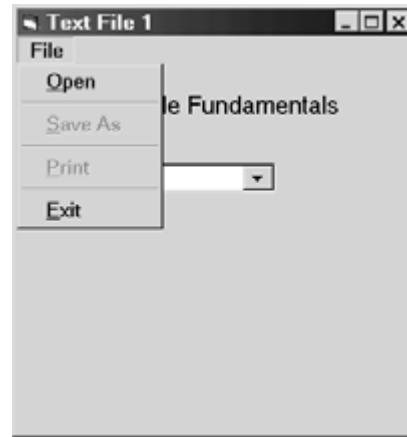 Text File 1
File
Open
le Fundamentals
Save As
Print
Exit